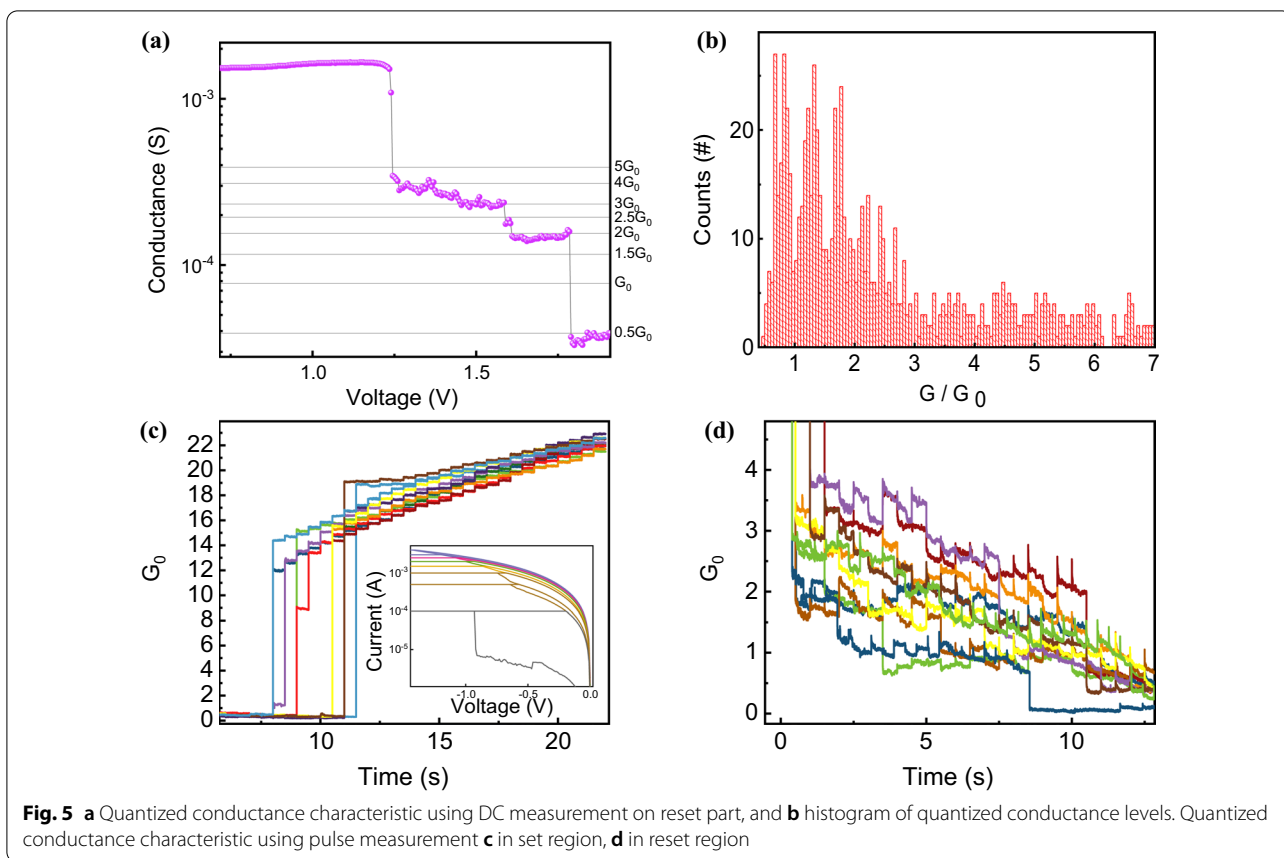 (a)
Conductance (S)
10⁻³
10⁻⁴
5G₀
4G₀
3G₀
2.5G₀
2G₀
1.5G₀
G₀
0.5G₀
1.0 1.5
Voltage (V)
(b)
Counts (#)
20
10
0
1 2 3 4 5 6 7
G / G₀
(c)
G₀
22
20
18
16
14
12
10
8
6
4
2
0
10 15 20
Time (s)
Current (A)
10⁻³
10⁻⁴
10⁻⁵
-1.0 -0.5 0.0
Voltage (V)
(d)
G₀
4
3
2
1
0
0 5 10
Time (s)
Fig. 5 a Quantized conductance characteristic using DC measurement on reset part, and b histogram of quantized conductance levels. Quantized
conductance characteristic using pulse measurement c in set region, d in reset region